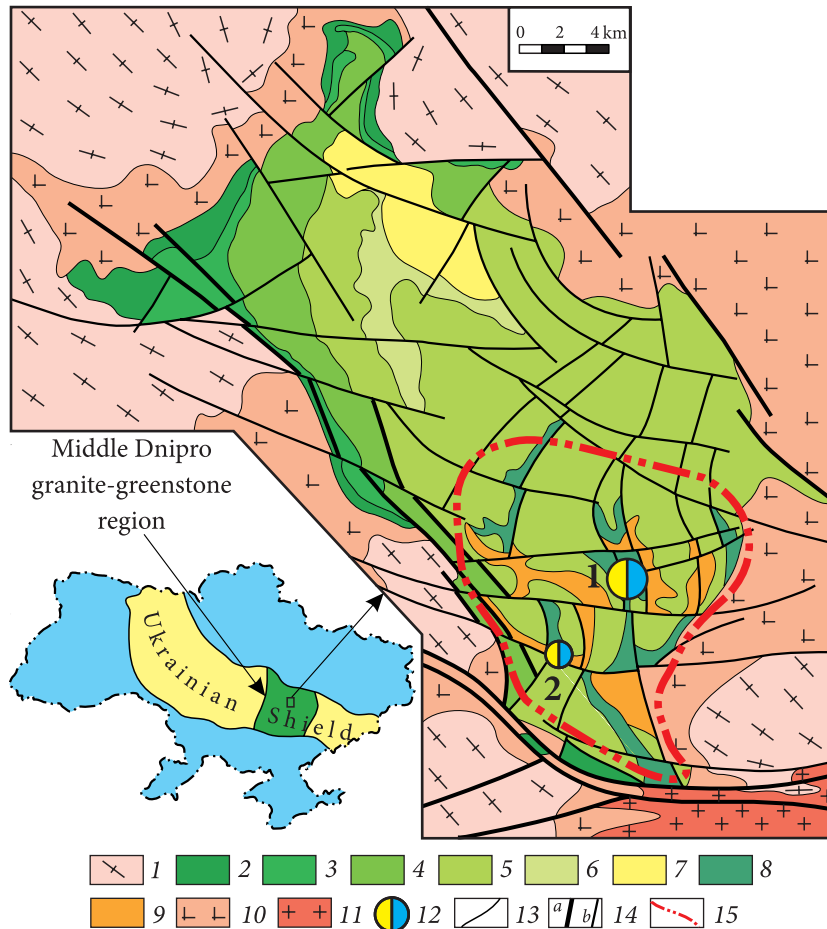 0 2 4 km
Middle Dnipro
granite-greenstone
region
1
2
Ukrainian
Shield
1 2 3 4 5 6 7 8
9 10 11 12 13 a b 14 15